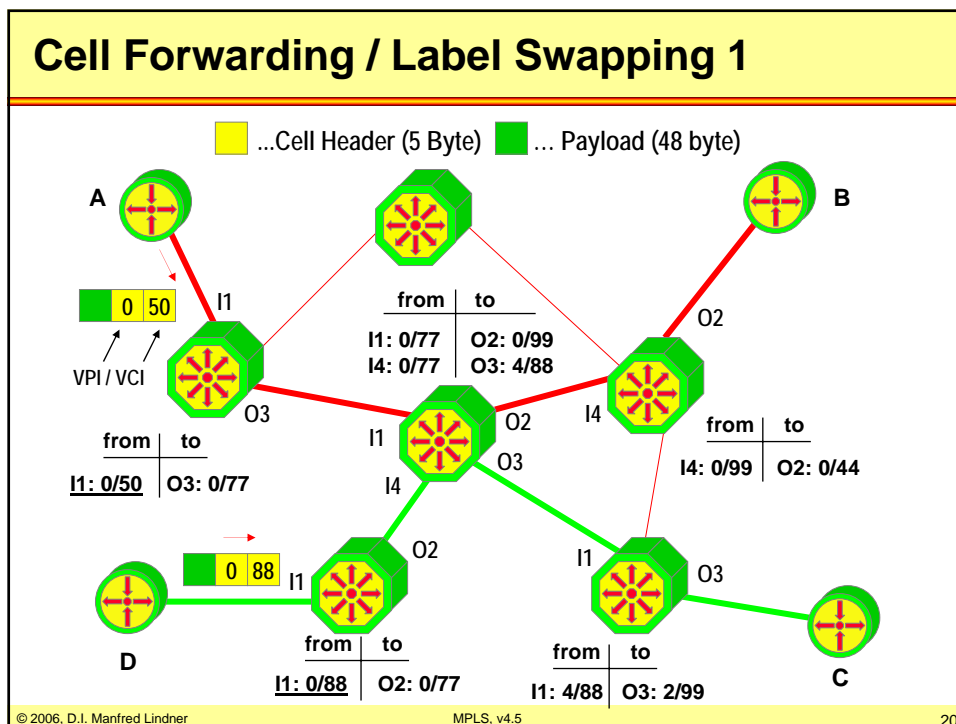 Cell Forwarding / Label Swapping 1
...Cell Header (5 Byte)
... Payload (48 byte)
A
B
0 50
I1
VPI / VCI
O3
from to
I1: 0/50 O3: 0/77
from to
I1: 0/77 O2: 0/99
I4: 0/77 O3: 4/88
I1
O2
O3
I4
O2
I4
from to
I4: 0/99 O2: 0/44
0 88
I1
O2
D
from to
I1: 0/88 O2: 0/77
I1
O3
C
from to
I1: 4/88 O3: 2/99
© 2006, D.I. Manfred Lindner
MPLS, v4.5
20